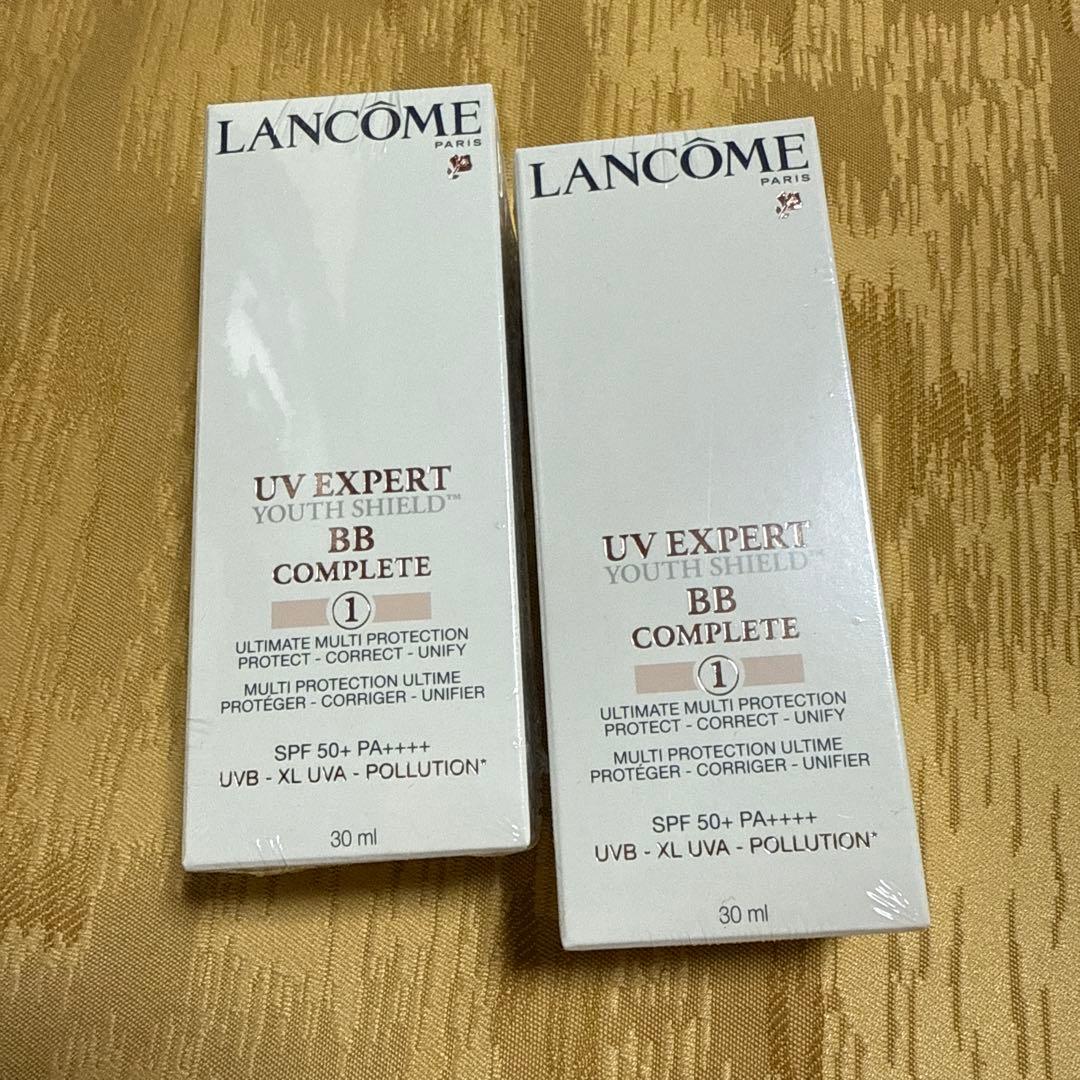 LANCÔME
PARIS
UV EXPERT
YOUTH SHIELD™
BB
COMPLETE
1
ULTIMATE MULTI PROTECTION
PROTECT - CORRECT - UNIFY
MULTI PROTECTION ULTIME
PROTÉGER - CORRIGER - UNIFIER
SPF 50+ PA++++
UVB - XL UVA - POLLUTION*
30 ml
LANCÔME
PARIS
UV EXPERT
YOUTH SHIELD™
BB
COMPLETE
1
ULTIMATE MULTI PROTECTION
PROTECT - CORRECT - UNIFY
MULTI PROTECTION ULTIME
PROTÉGER - CORRIGER - UNIFIER
SPF 50+ PA++++
UVB - XL UVA - POLLUTION*
30 ml